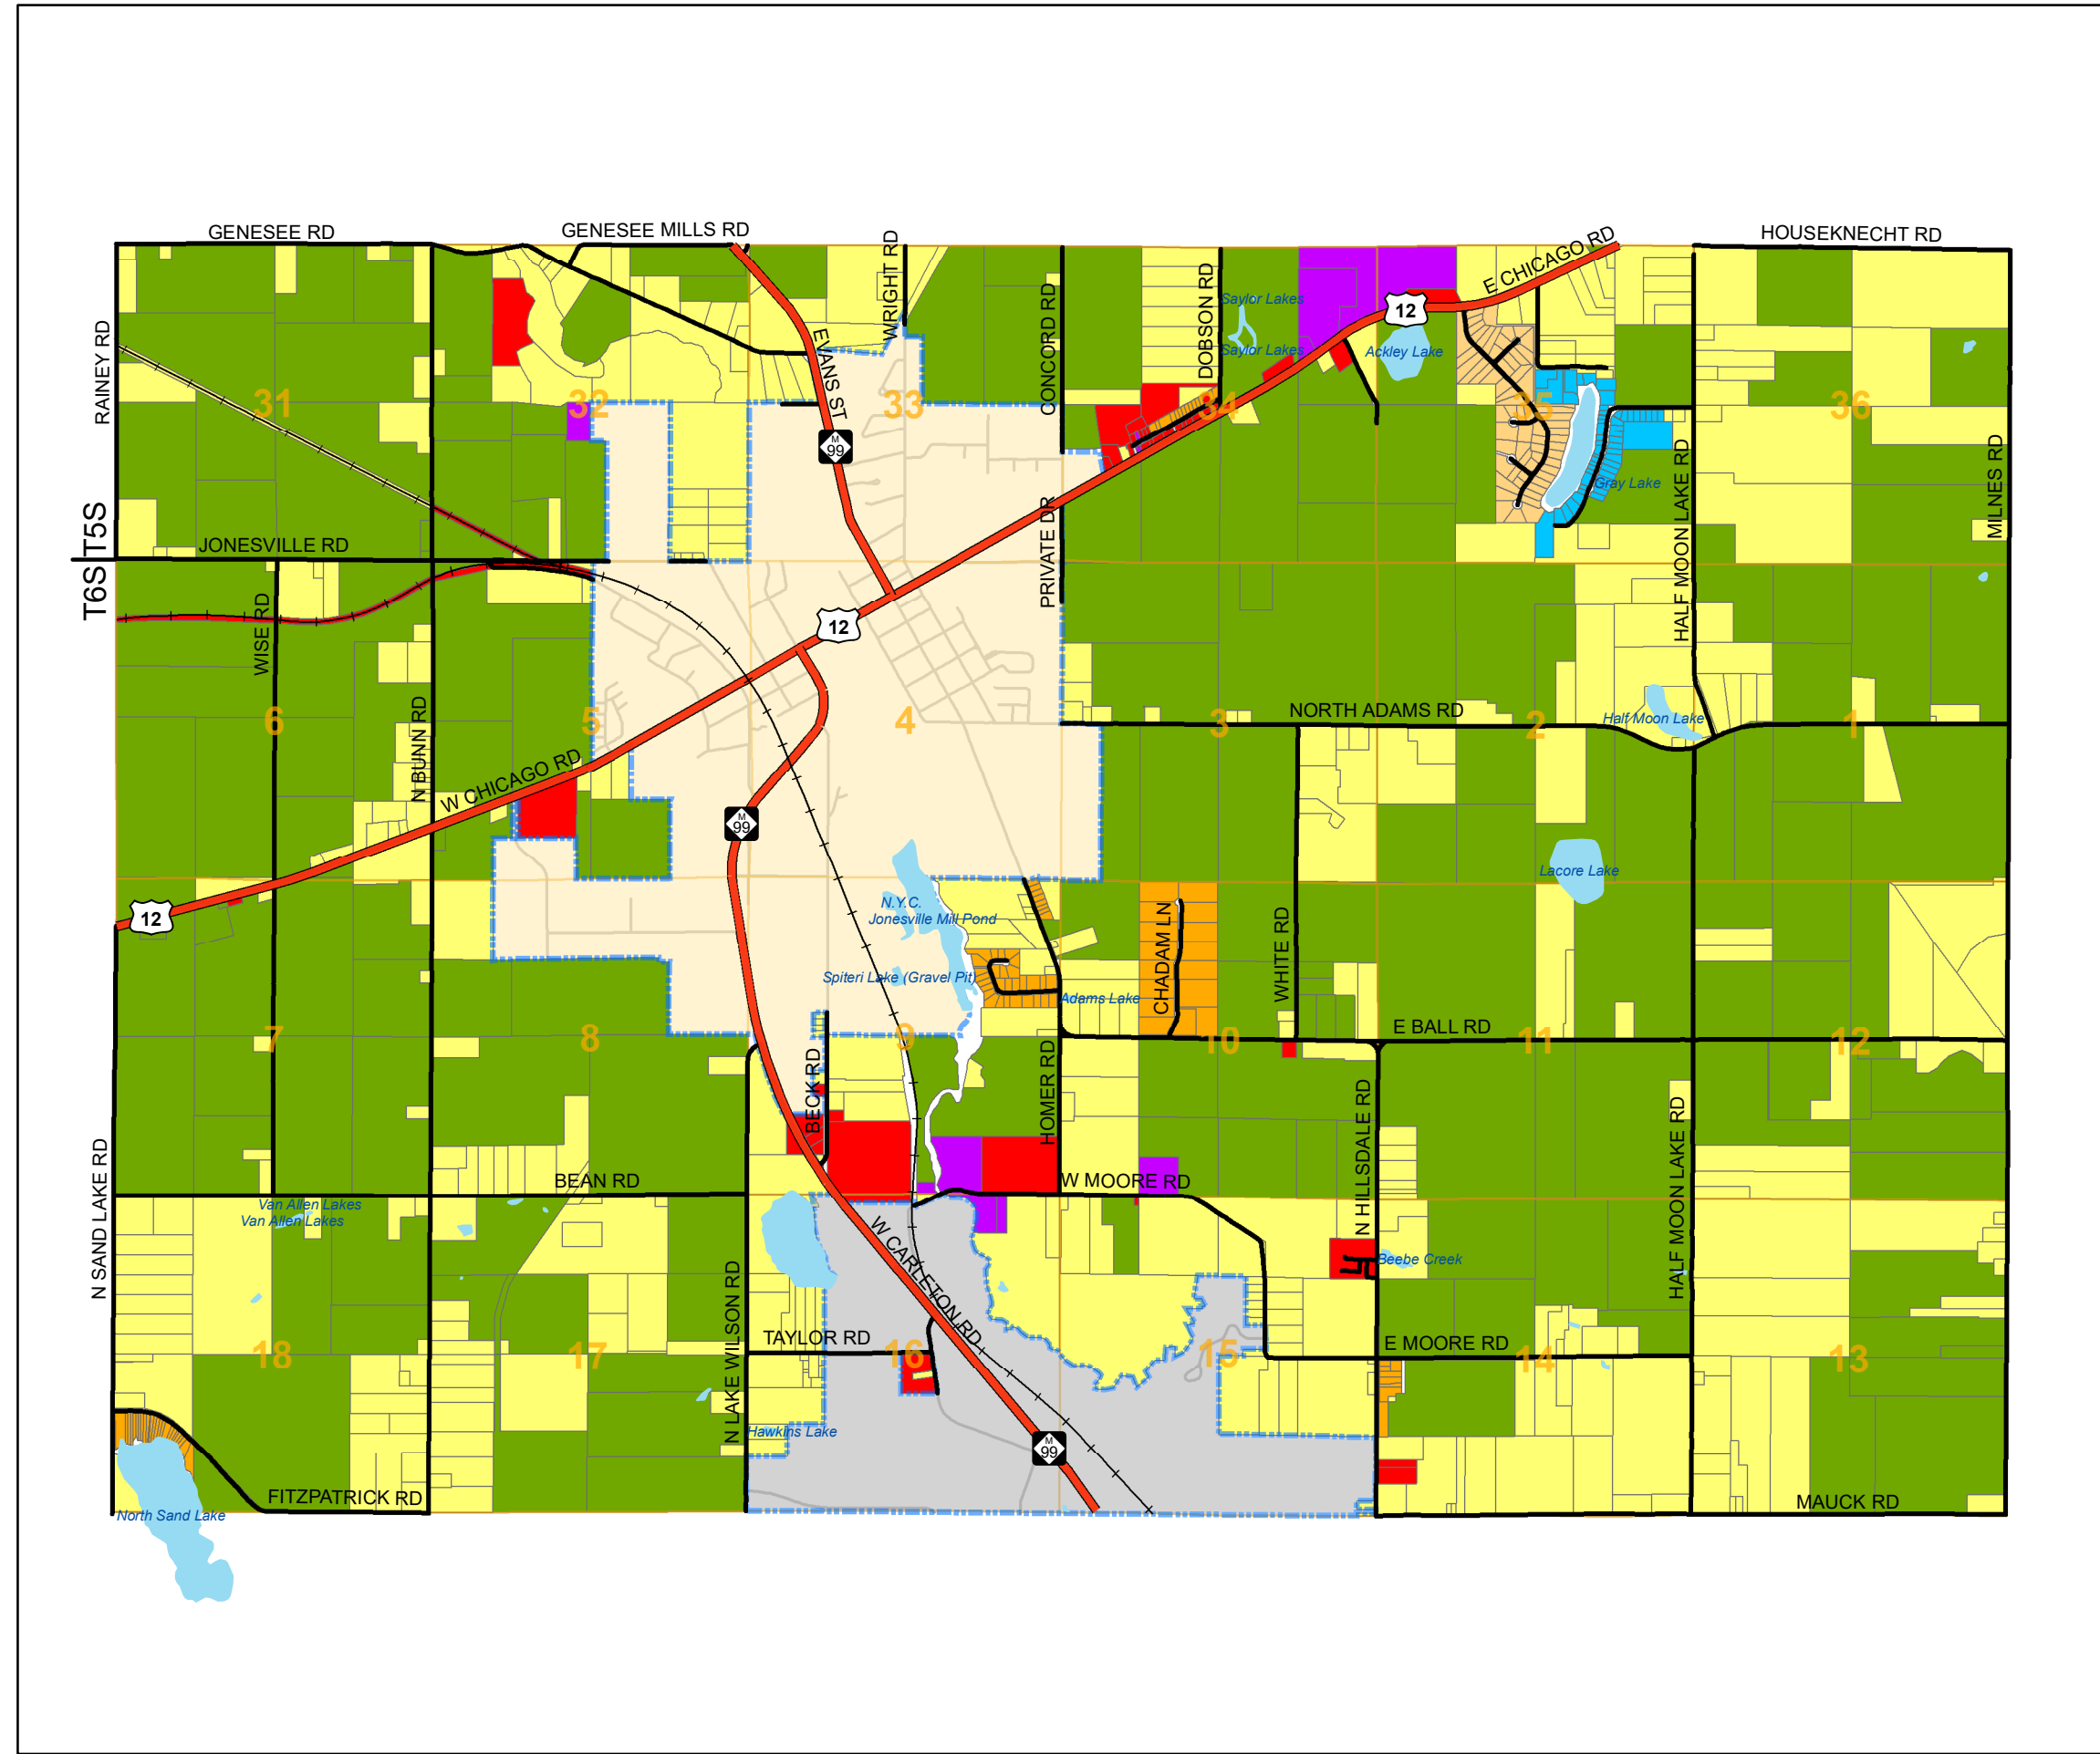 GENESEE RD
GENESEE MILLS RD
HOUSEKNECHT RD
WRIGHT RD
E CHICAGO RD
RAINEY RD
CONCORD RD
DOBSON RD
Saylor Lakes
12
EVANS ST
Saylor Lakes
Ackley Lake
31
32
33
34
35
36
M
99
HALF MOON LAKE RD
Gray Lake
MILNES RD
T5S
JONESVILLE RD
PRIVATE DR
T6S
WISE RD
12
6
N BUNN RD
5
4
3
NORTH ADAMS RD
2
Half Moon Lake
1
W CHICAGO RD
M
99
Lacore Lake
12
N.Y.C.
Jonesville Mill Pond
CHADAM LN
WHITE RD
Spiteri Lake (Gravel Pit)
Adams Lake
E BALL RD
7
8
9
10
11
12
BECK RD
HOMER RD
N HILLSDALE RD
HALF MOON LAKE RD
N SAND LAKE RD
BEAN RD
W MOORE RD
Van Allen Lakes
Van Allen Lakes
W CARLETON RD
Beebe Creek
N LAKE WILSON RD
TAYLOR RD
E MOORE RD
18
17
16
15
14
13
Hawkins Lake
M
99
FITZPATRICK RD
MAUCK RD
North Sand Lake